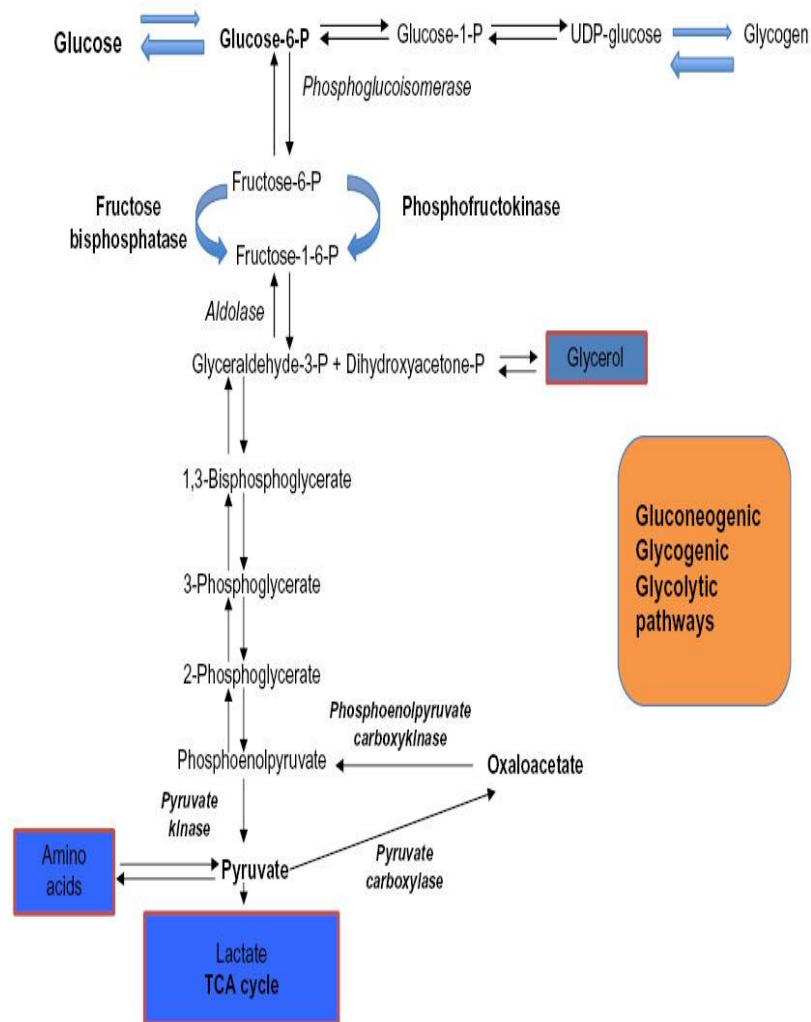 Glucose
Glucose-6-P
Glucose-1-P
UDP-glucose
Glycogen
Phosphoglucoisomerase
Fructose-6-P
Fructose
bisphosphatase
Phosphofructokinase
Fructose-1-6-P
Aldolase
Glyceraldehyde-3-P + Dihydroxyacetone-P
Glycerol
1,3-Bisphosphoglycerate
Gluconeogenic
Glycogenic
Glycolytic
pathways
3-Phosphoglycerate
2-Phosphoglycerate
Phosphoenolpyruvate
carboxykinase
Phosphoenolpyruvate
Oxaloacetate
Pyruvate
kinase
Amino
acids
Pyruvate
Pyruvate
carboxylase
Lactate
TCA cycle